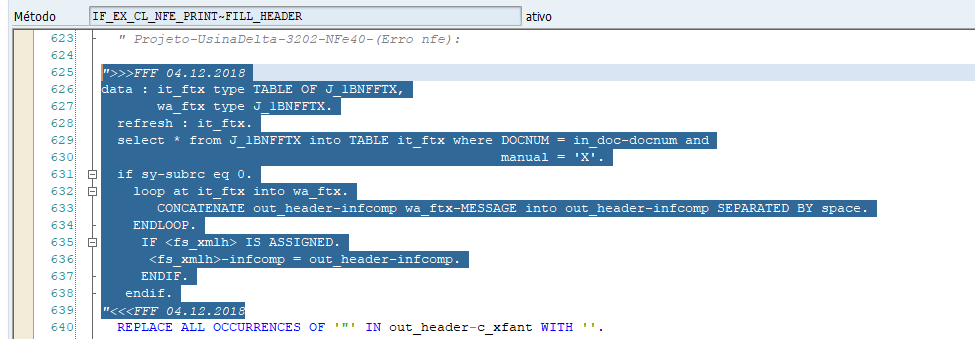 Método IF_EX_CL_NFE_PRINT~FILL_HEADER ativo
623 " Projeto-UsinaDelta-3202-NFe40-(Erro nfe):
624
625 ">>>FFF 04.12.2018
626 data : it_ftx type TABLE OF J_1BNFFTX,
627 wa_ftx type J_1BNFFTX.
628 refresh : it_ftx.
629 select * from J_1BNFFTX into TABLE it_ftx where DOCNUM = in_doc-docnum and
630 manual = 'X'.
631 if sy-subrc eq 0.
632 loop at it_ftx into wa_ftx.
633 CONCATENATE out_header-infcomp wa_ftx-MESSAGE into out_header-infcomp SEPARATED BY space.
634 ENDLOOP.
635 IF <fs_xmlh> IS ASSIGNED.
636 <fs_xmlh>-infcomp = out_header-infcomp.
637 ENDIF.
638 endif.
639 "<<<FFF 04.12.2018
640 REPLACE ALL OCCURRENCES OF '"' IN out_header-c_xfant WITH ''.